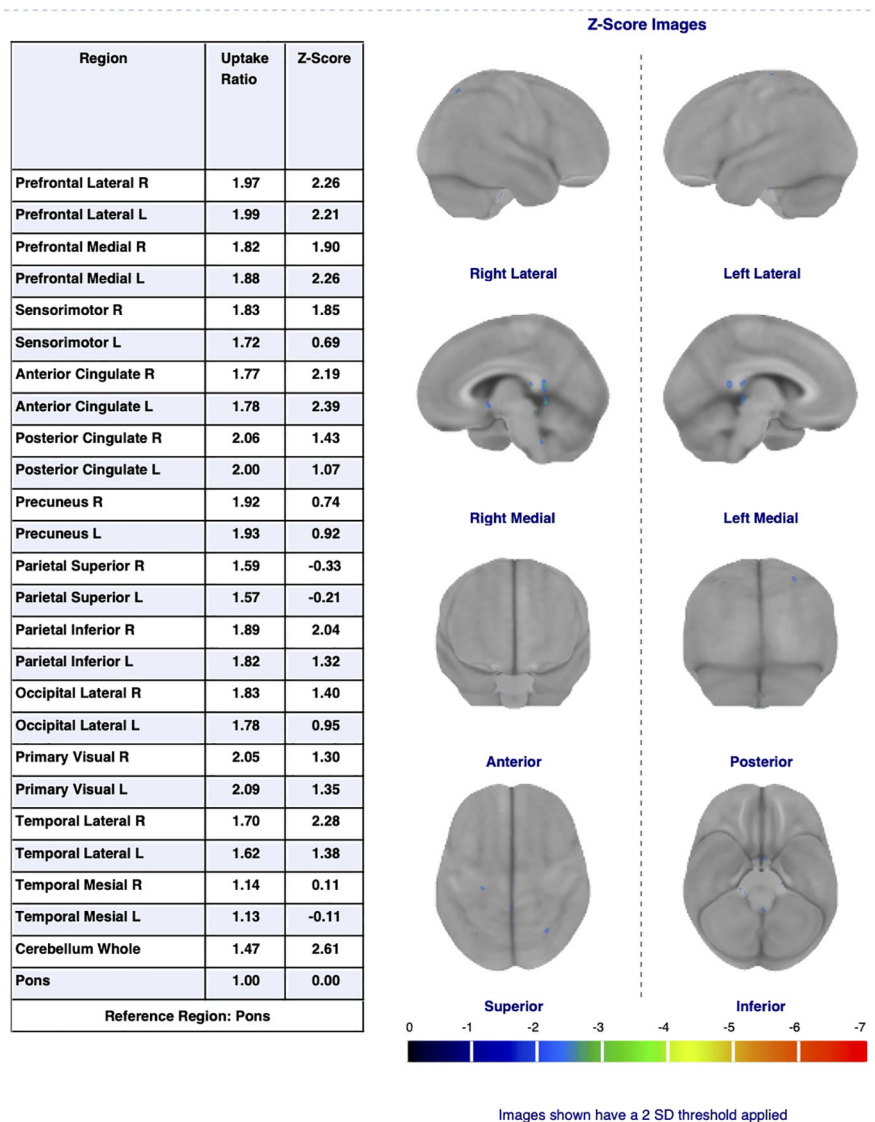 Z-Score Images
Region Uptake Ratio Z-Score
Prefrontal Lateral R 1.97 2.26
Prefrontal Lateral L 1.99 2.21
Prefrontal Medial R 1.82 1.90
Prefrontal Medial L 1.88 2.26
Sensorimotor R 1.83 1.85
Sensorimotor L 1.72 0.69
Anterior Cingulate R 1.77 2.19
Anterior Cingulate L 1.78 2.39
Posterior Cingulate R 2.06 1.43
Posterior Cingulate L 2.00 1.07
Precuneus R 1.92 0.74
Precuneus L 1.93 0.92
Parietal Superior R 1.59 -0.33
Parietal Superior L 1.57 -0.21
Parietal Inferior R 1.89 2.04
Parietal Inferior L 1.82 1.32
Occipital Lateral R 1.83 1.40
Occipital Lateral L 1.78 0.95
Primary Visual R 2.05 1.30
Primary Visual L 2.09 1.35
Temporal Lateral R 1.70 2.28
Temporal Lateral L 1.62 1.38
Temporal Mesial R 1.14 0.11
Temporal Mesial L 1.13 -0.11
Cerebellum Whole 1.47 2.61
Pons 1.00 0.00
Reference Region: Pons
Right Lateral Left Lateral
Right Medial Left Medial
Anterior Posterior
Superior Inferior
0 -1 -2 -3 -4 -5 -6 -7
Images shown have a 2 SD threshold applied